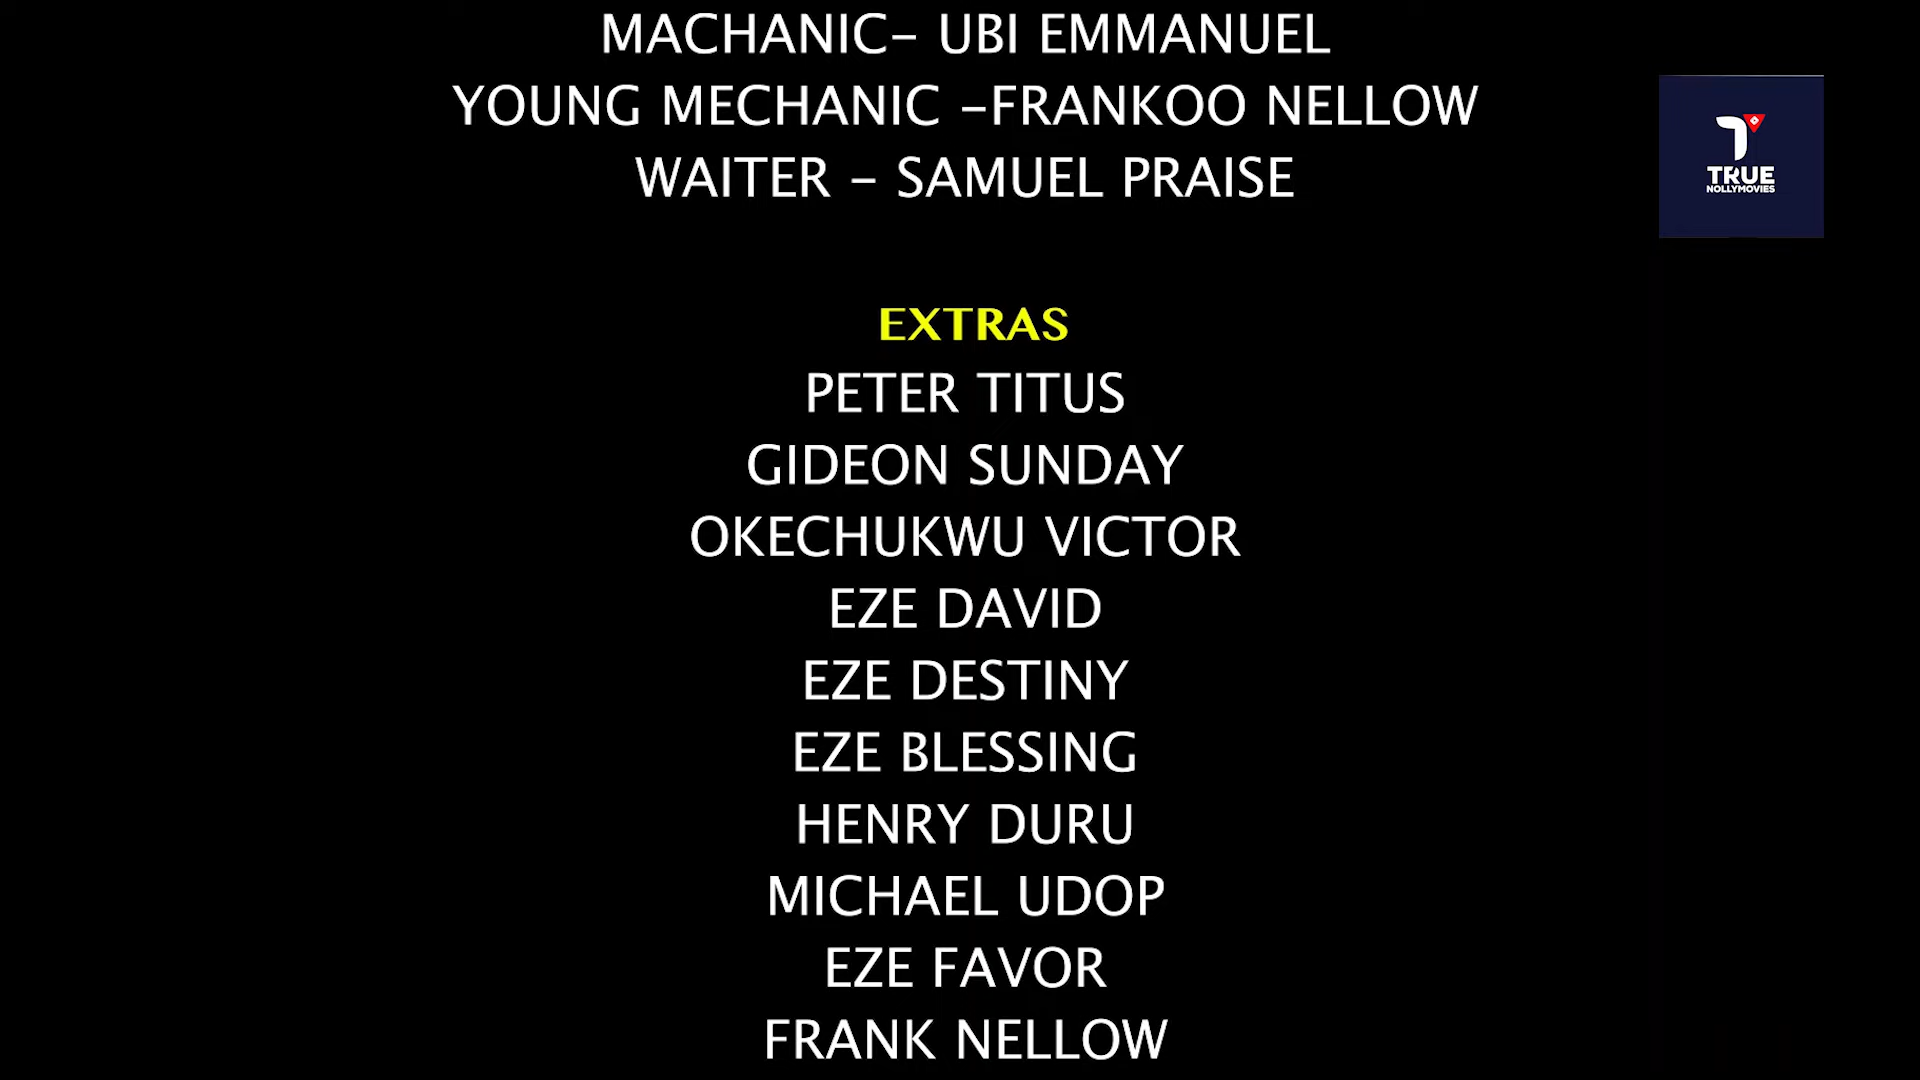 MACHANIC– UBI EMMANUEL
YOUNG MECHANIC –FRANKOO NELLOW
WAITER – SAMUEL PRAISE
TRUE
NOLLYMOVIES
EXTRAS
PETER TITUS
GIDEON SUNDAY
OKECHUKWU VICTOR
EZE DAVID
EZE DESTINY
EZE BLESSING
HENRY DURU
MICHAEL UDOP
EZE FAVOR
FRANK NELLOW